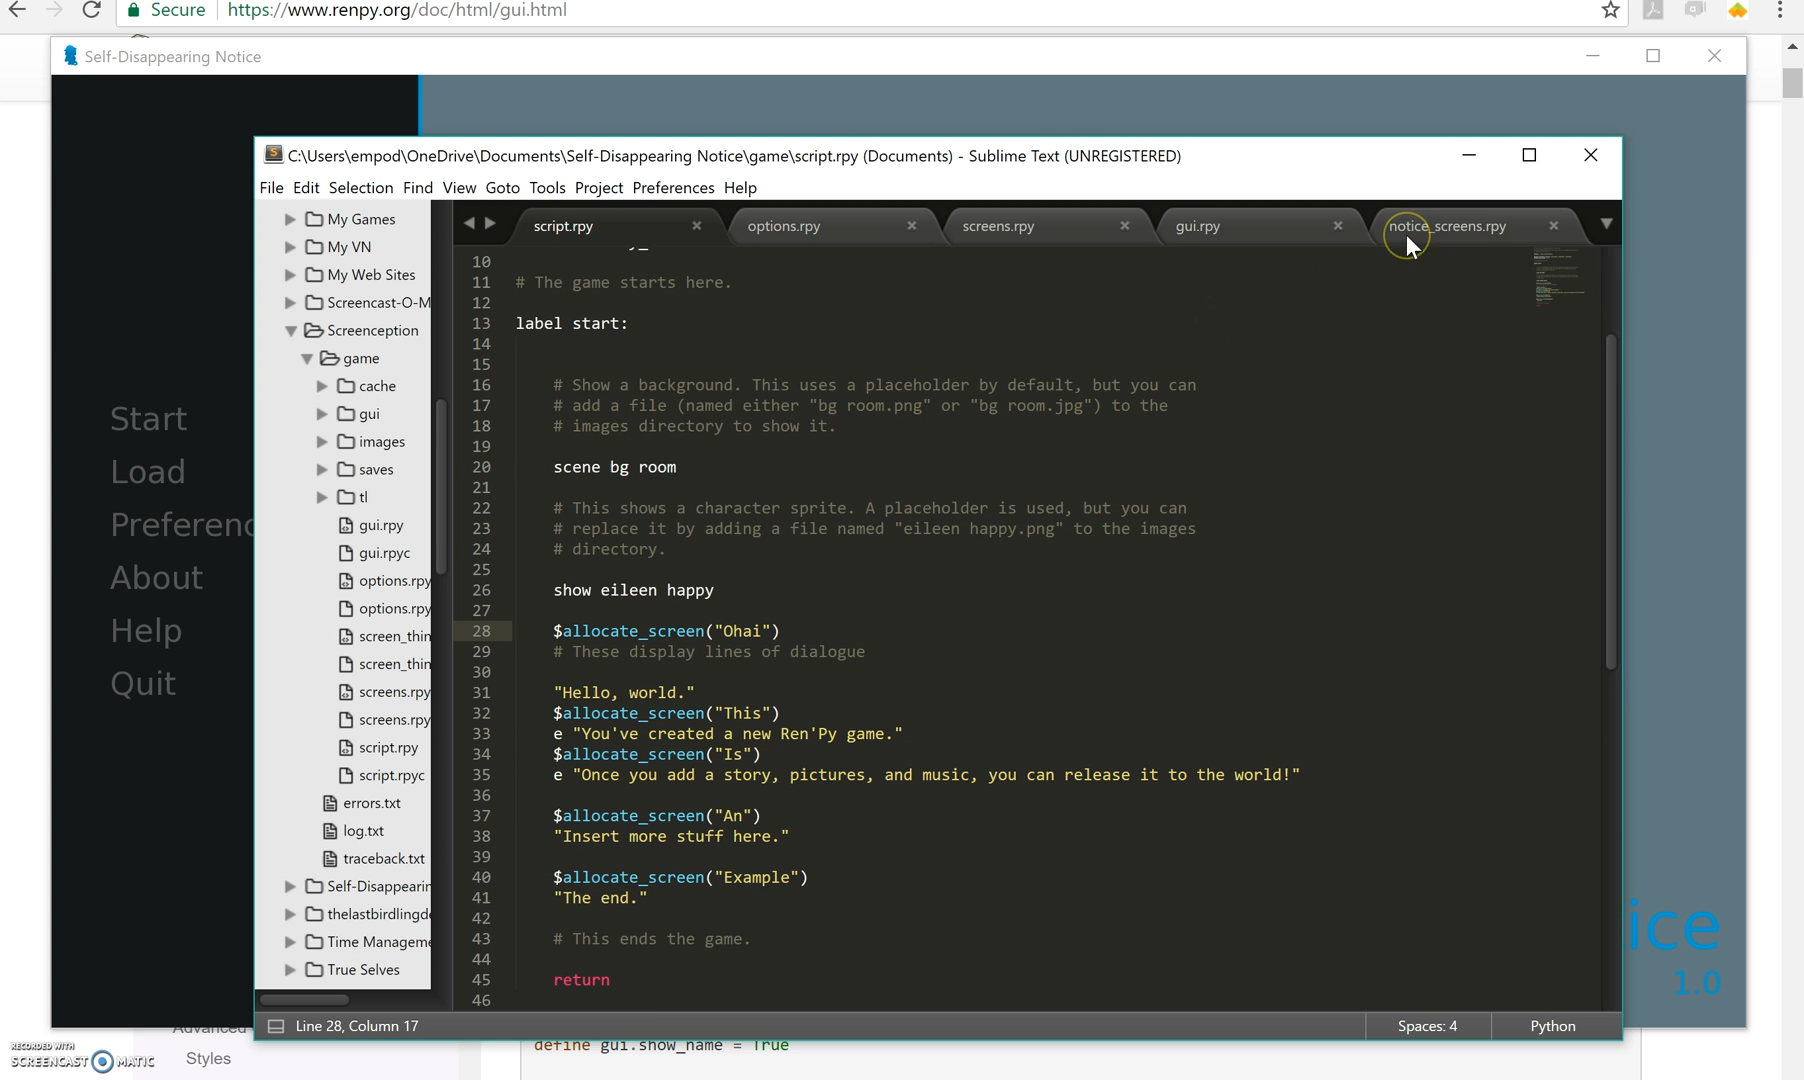 Secure https://www.renpy.org/doc/html/gui.html
Self-Disappearing Notice
C:\Users\empod\OneDrive\Documents\Self-Disappearing Notice\game\script.rpy (Documents) - Sublime Text (UNREGISTERED)
File Edit Selection Find View Goto Tools Project Preferences Help
script.rpy options.rpy screens.rpy gui.rpy notice_screens.rpy
My Games
My VN
My Web Sites
Screencast-O-M
Screenception
game
cache
gui
images
saves
tl
gui.rpy
gui.rpyc
options.rpy
options.rpy
screen_thin
screen_thin
screens.rpy
screens.rpy
script.rpy
script.rpyc
errors.txt
log.txt
traceback.txt
Self-Disappearin
thelastbirdlingd
Time Manageme
True Selves
Start
Load
Preferenc
About
Help
Quit
10
11 # The game starts here.
12
13 label start:
14
15
16 # Show a background. This uses a placeholder by default, but you can
17 # add a file (named either "bg room.png" or "bg room.jpg") to the
18 # images directory to show it.
19
20 scene bg room
21
22 # This shows a character sprite. A placeholder is used, but you can
23 # replace it by adding a file named "eileen happy.png" to the images
24 # directory.
25
26 show eileen happy
27
28 $allocate_screen("Ohai")
29 # These display lines of dialogue
30
31 "Hello, world."
32 $allocate_screen("This")
33 e "You've created a new Ren'Py game."
34 $allocate_screen("Is")
35 e "Once you add a story, pictures, and music, you can release it to the world!"
36
37 $allocate_screen("An")
38 "Insert more stuff here."
39
40 $allocate_screen("Example")
41 "The end."
42
43 # This ends the game.
44
45 return
46
ice
1.0
Line 28, Column 17 Spaces: 4 Python
Advanced
Styles
define gui.show_name = True
RECORDED WITH
SCREENCAST MATIC